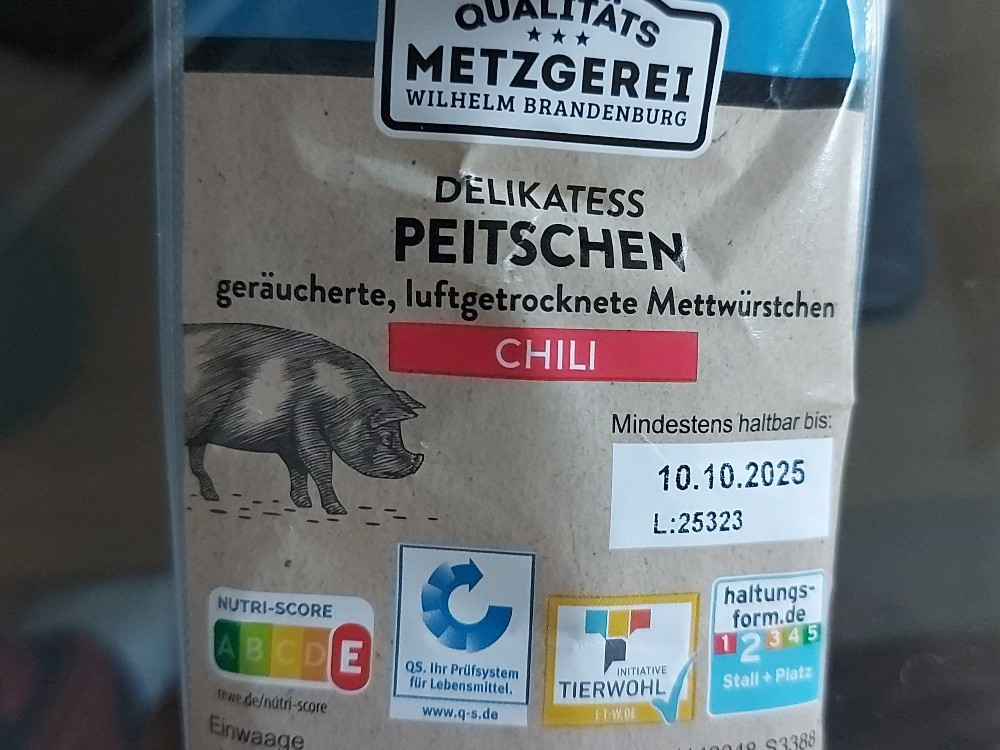 QUALITÄTS
METZGEREI
WILHELM BRANDENBURG
DELIKATESS
PEITSCHEN
geräucherte, luftgetrocknete Mettwürstchen
CHILI
Mindestens haltbar bis:
10.10.2025
L:25323
NUTRI-SCORE
A B C D E
rewe.de/nutri-score
QS. Ihr Prüfsystem
für Lebensmittel.
www.q-s.de
INITIATIVE
TIERWOHL
I-T-W.DE
haltungs-
form.de
1 2 3 4 5
Stall + Platz
Einwaage
S3388